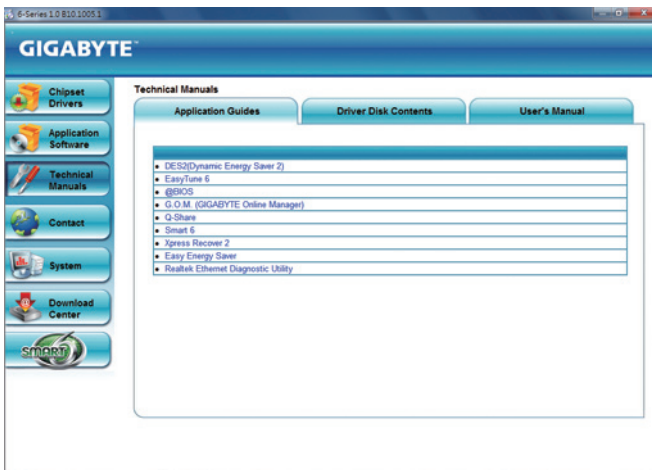 6-Series 1.0 B10.1005.1
GIGABYTE™
Chipset
Drivers
Application
Software
Technical
Manuals
Contact
System
Download
Center
SMART6
Technical Manuals
Application Guides
Driver Disk Contents
User's Manual
• DES2(Dynamic Energy Saver 2)
• EasyTune 6
• @BIOS
• G.O.M. (GIGABYTE Online Manager)
• Q-Share
• Smart 6
• Xpress Recover 2
• Easy Energy Saver
• Realtek Ethernet Diagnostic Utility